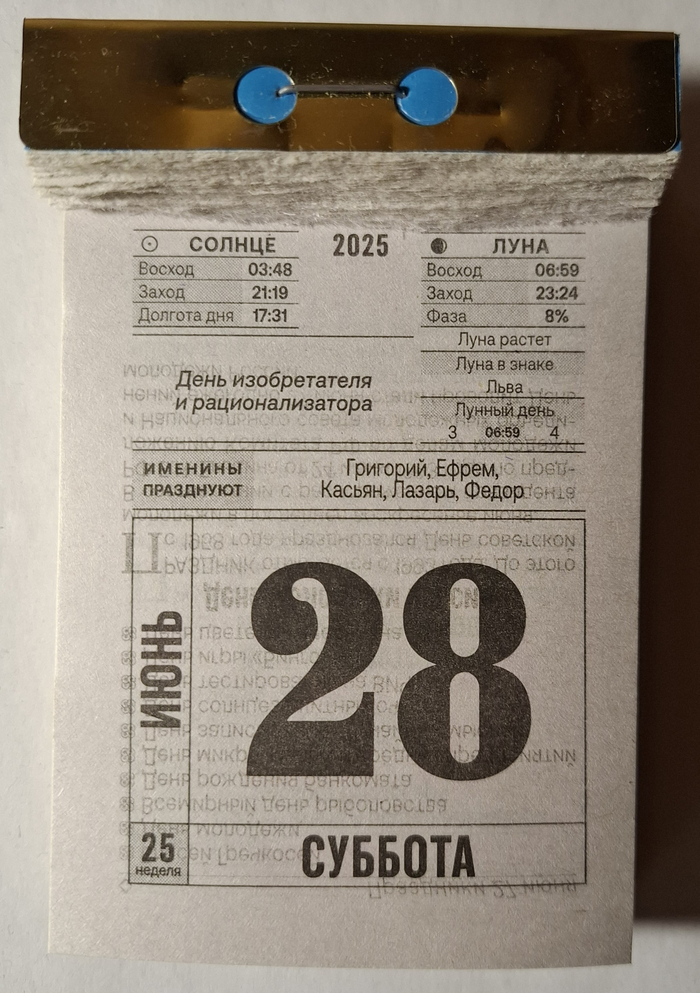 СОЛНЦЕ
Восход 03:48
Заход 21:19
Долгота дня 17:31
2025
ЛУНА
Восход 06:59
Заход 23:24
Фаза 8%
Луна растет
Луна в знаке
Льва
Лунный день
3 06:59 4
День изобретателя
и рационализатора
ИМЕНИНЫ
ПРАЗДНУЮТ
Григорий, Ефрем,
Касьян, Лазарь, Федор
ИЮНЬ
28
25
неделя
СУББОТА